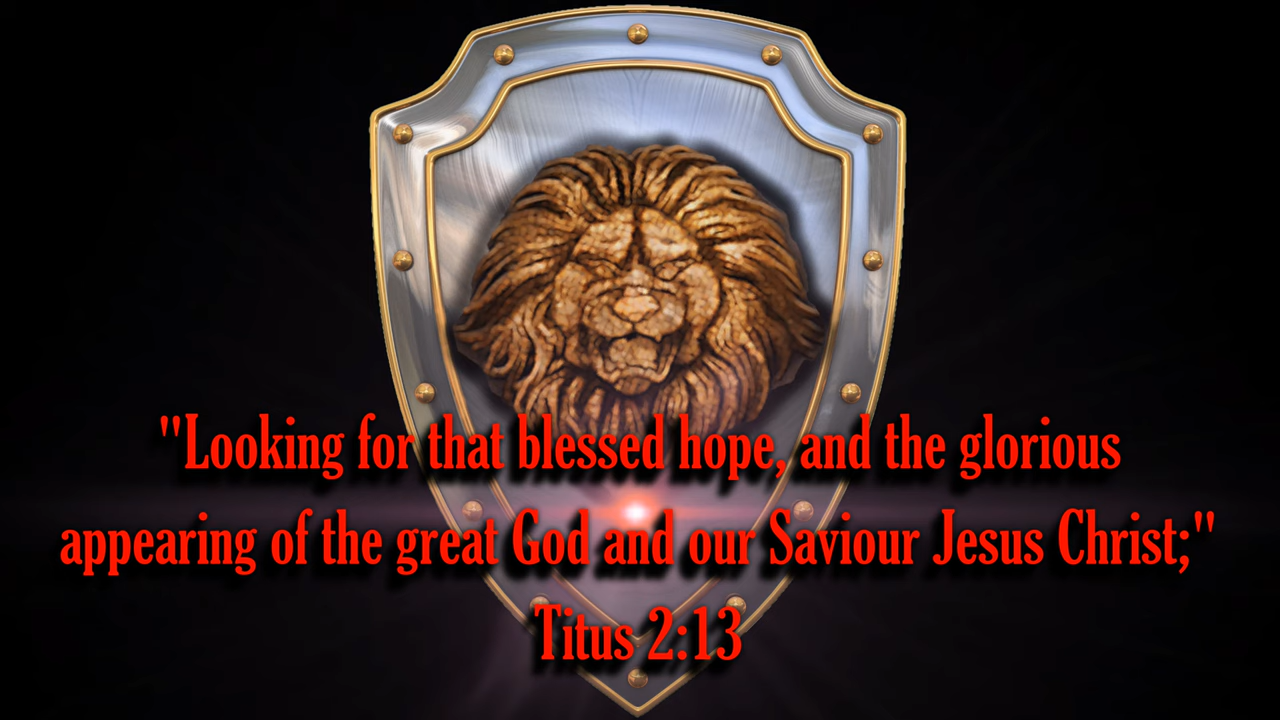 "Looking for that blessed hope, and the glorious
appearing of the great God and our Saviour Jesus Christ;"
Titus 2:13